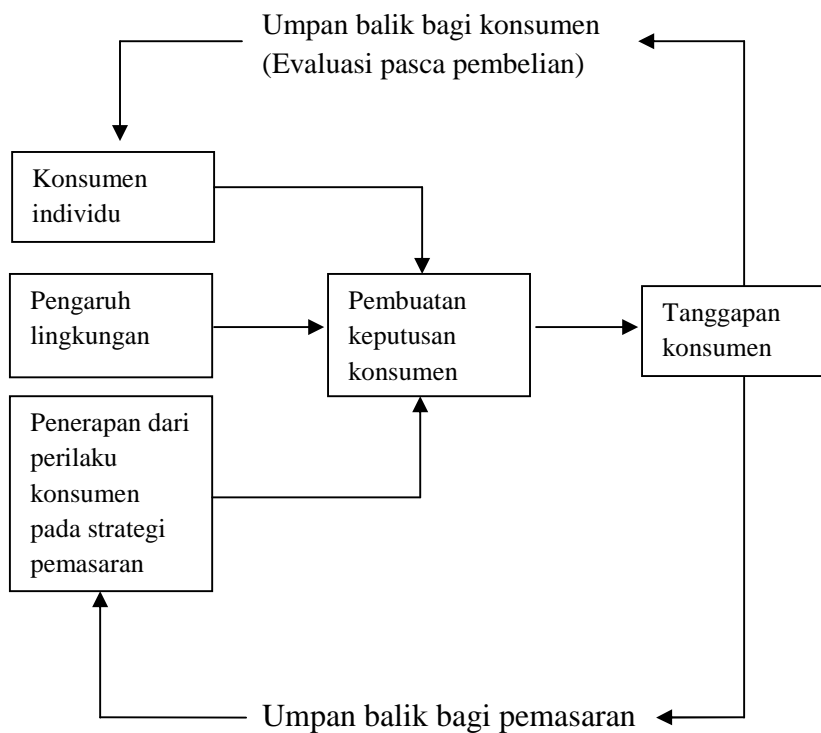 Umpan balik bagi konsumen
(Evaluasi pasca pembelian)
Konsumen
individu
Pengaruh
lingkungan
Pembuatan
keputusan
konsumen
Tanggapan
konsumen
Penerapan dari
perilaku
konsumen
pada strategi
pemasaran
Umpan balik bagi pemasaran